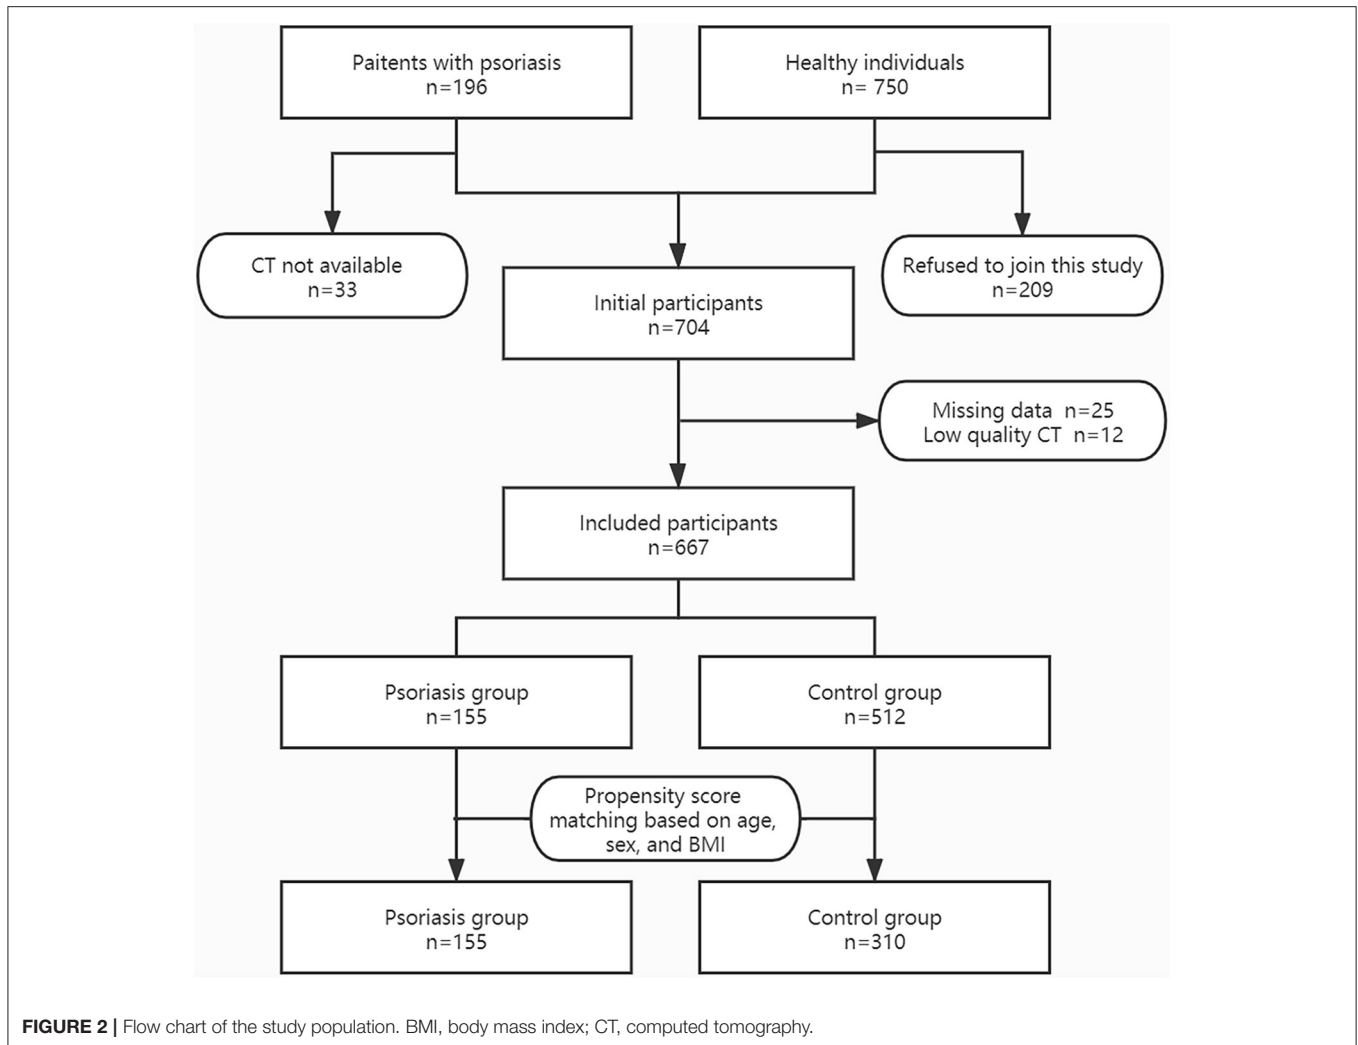 Paitents with psoriasis
n=196
Healthy individuals
n= 750
CT not available
n=33
Refused to join this study
n=209
Initial participants
n=704
Missing data  n=25
Low quality CT  n=12
Included participants
n=667
Psoriasis group
n=155
Control group
n=512
Propensity score
matching based on age,
sex, and BMI
Psoriasis group
n=155
Control group
n=310
FIGURE 2 | Flow chart of the study population. BMI, body mass index; CT, computed tomography.